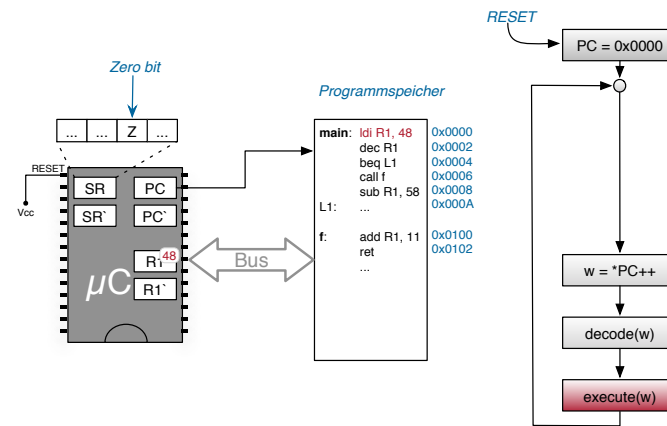 RESET
PC = 0x0000
Zero bit
Programmspeicher
... ... Z ...
main: ldi R1, 48 0x0000
dec R1 0x0002
beq L1 0x0004
call f 0x0006
sub R1, 58 0x0008
L1: ... 0x000A
f: add R1, 11 0x0100
ret 0x0102
...
RESET
Vcc
SR PC
SR` PC`
R1 48
R1`
µC
Bus
w = *PC++
decode(w)
execute(w)